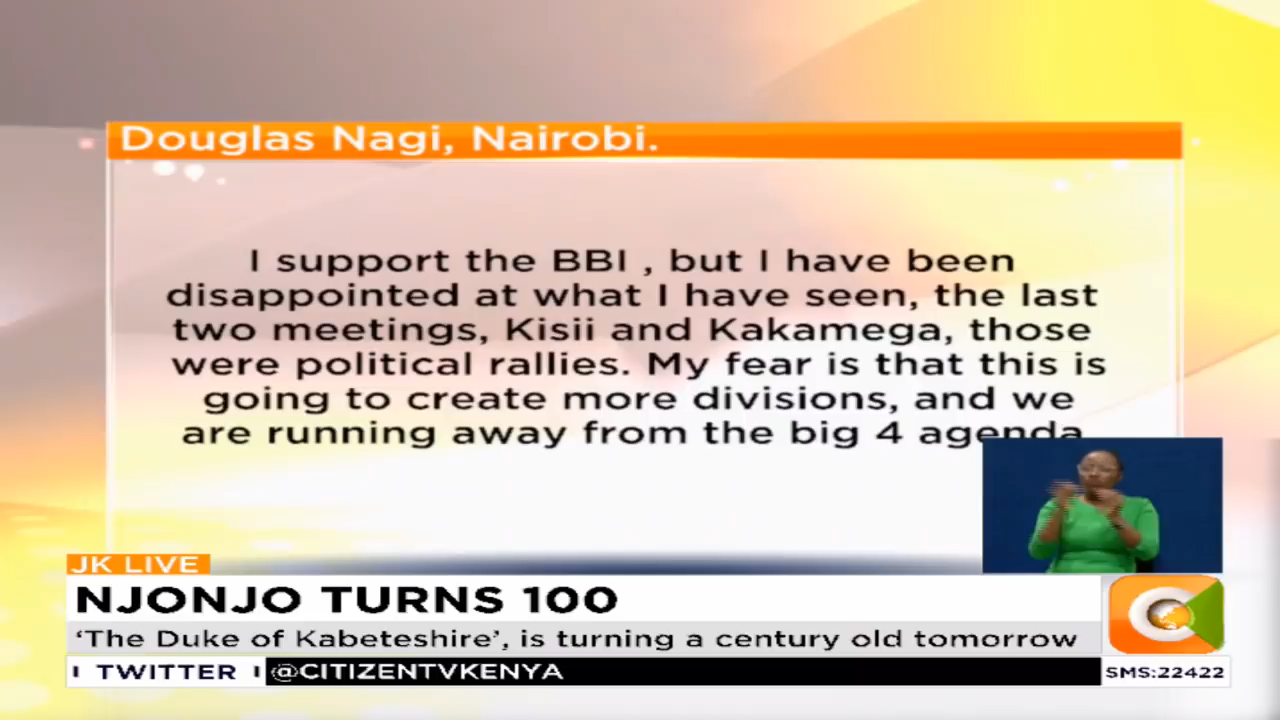 Douglas Nagi, Nairobi.
I support the BBI , but I have been
disappointed at what I have seen, the last
two meetings, Kisii and Kakamega, those
were political rallies. My fear is that this is
going to create more divisions, and we
are running away from the big 4 agenda
JK LIVE
NJONJO TURNS 100
‘The Duke of Kabeteshire’, is turning a century old tomorrow
TWITTER @CITIZENTVKENYA
SMS:22422